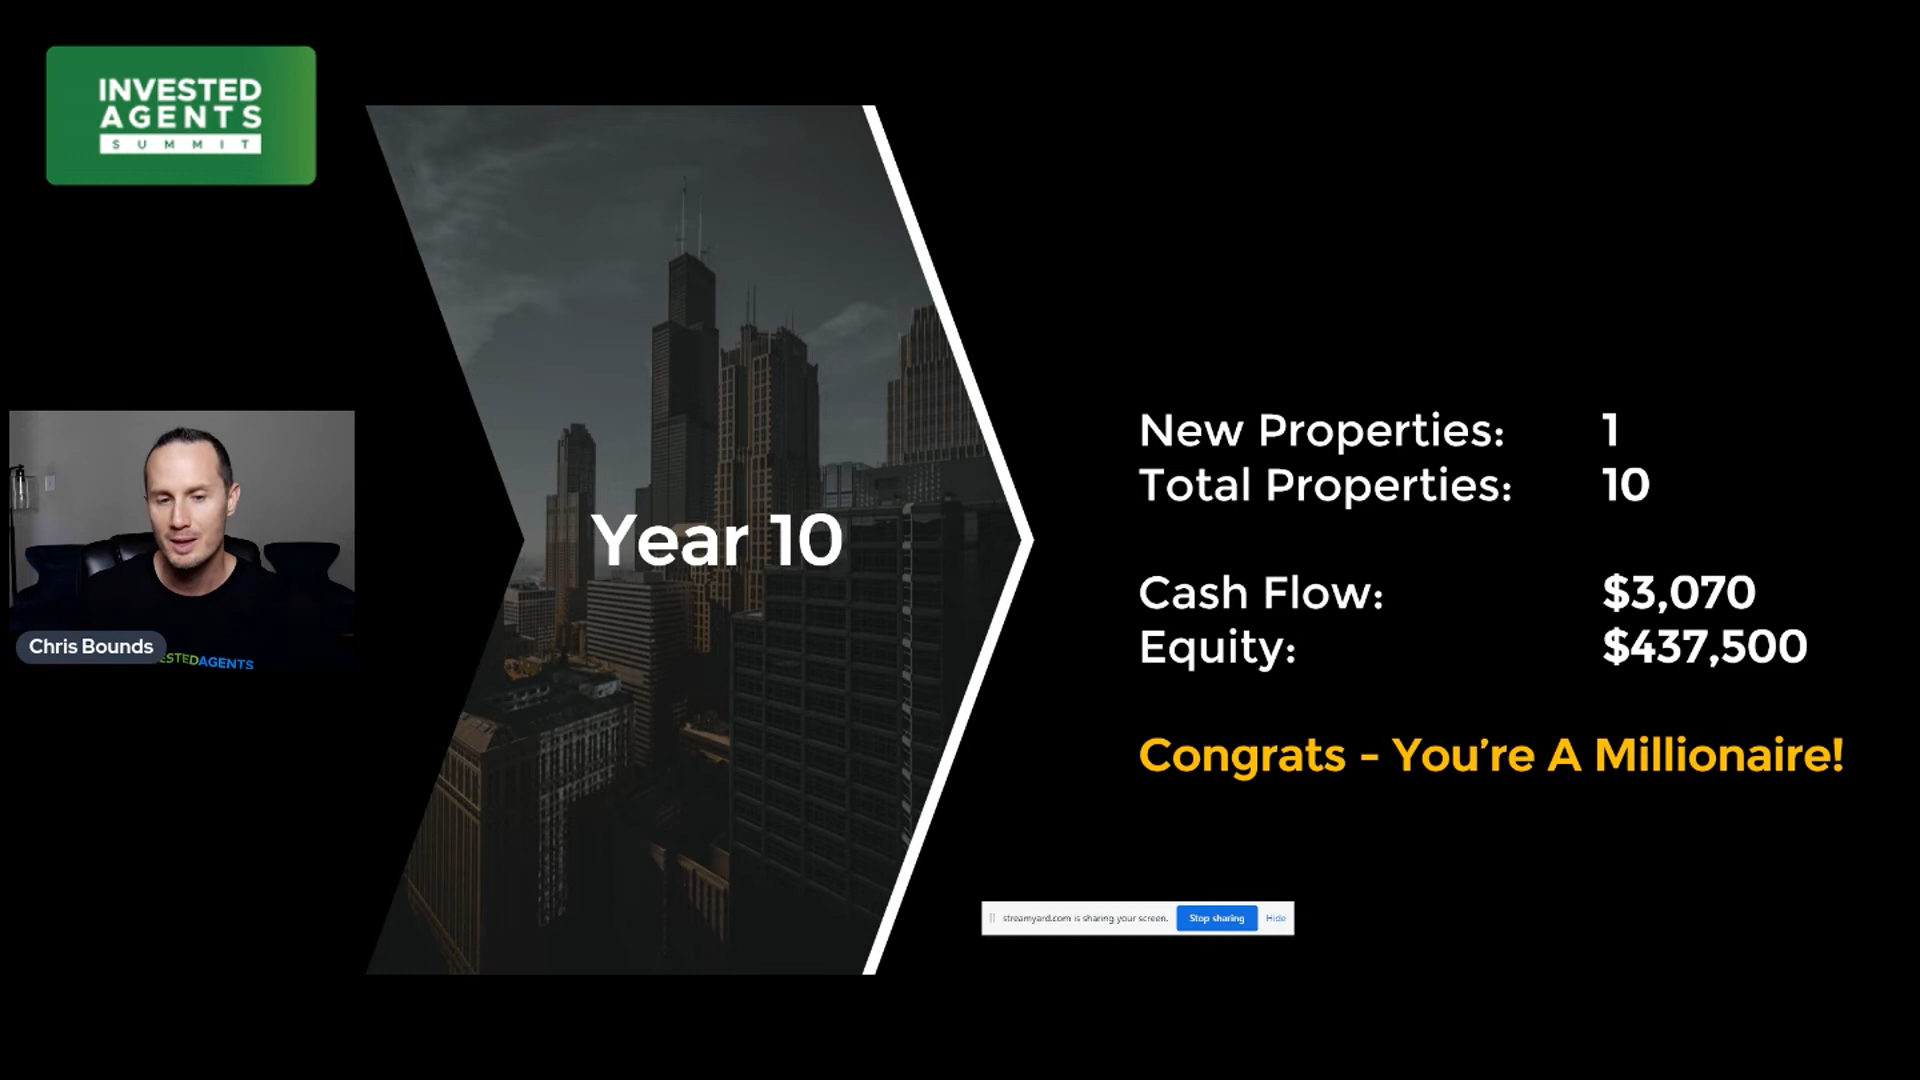 INVESTED
AGENTS
SUMMIT
Year 10
New Properties: 1
Total Properties: 10
Cash Flow: $3,070
Equity: $437,500
Congrats - You're A Millionaire!
Chris Bounds
ESTEDAGENTS
streamyard.com is sharing your screen. Stop sharing Hide